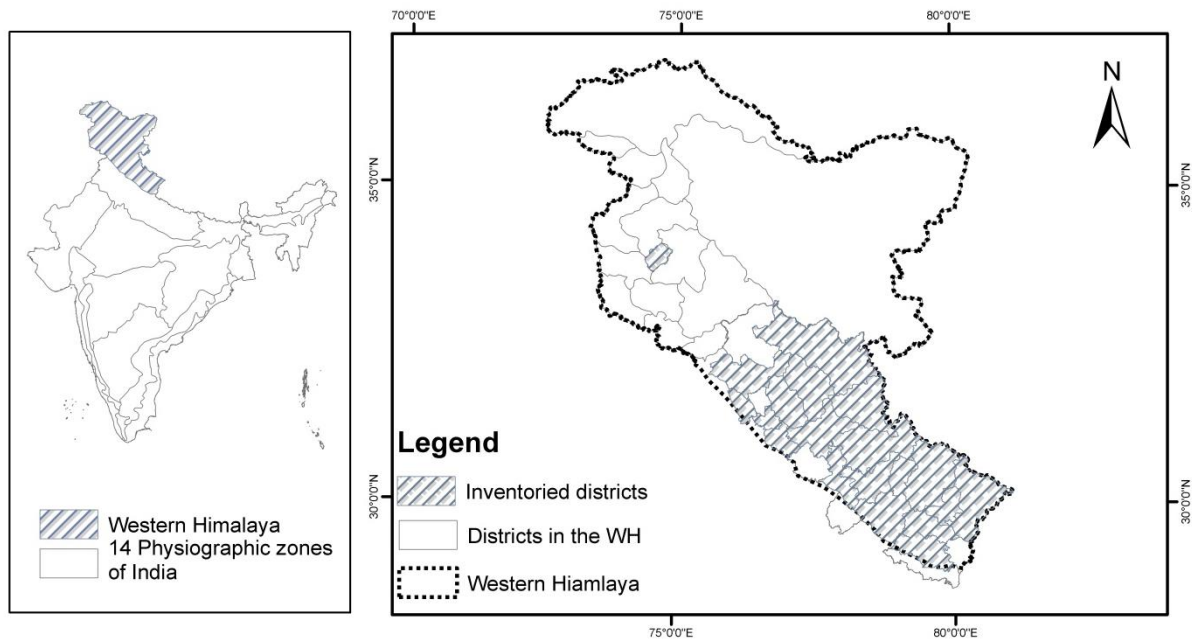 70°0'0"E
75°0'0"E
80°0'0"E
N
35°0'0"N
35°0'0"N
30°0'0"N
30°0'0"N
Legend
Inventoried districts
Districts in the WH
Western Hiamlaya
Western Himalaya
14 Physiographic zones
of India
75°0'0"E
80°0'0"E